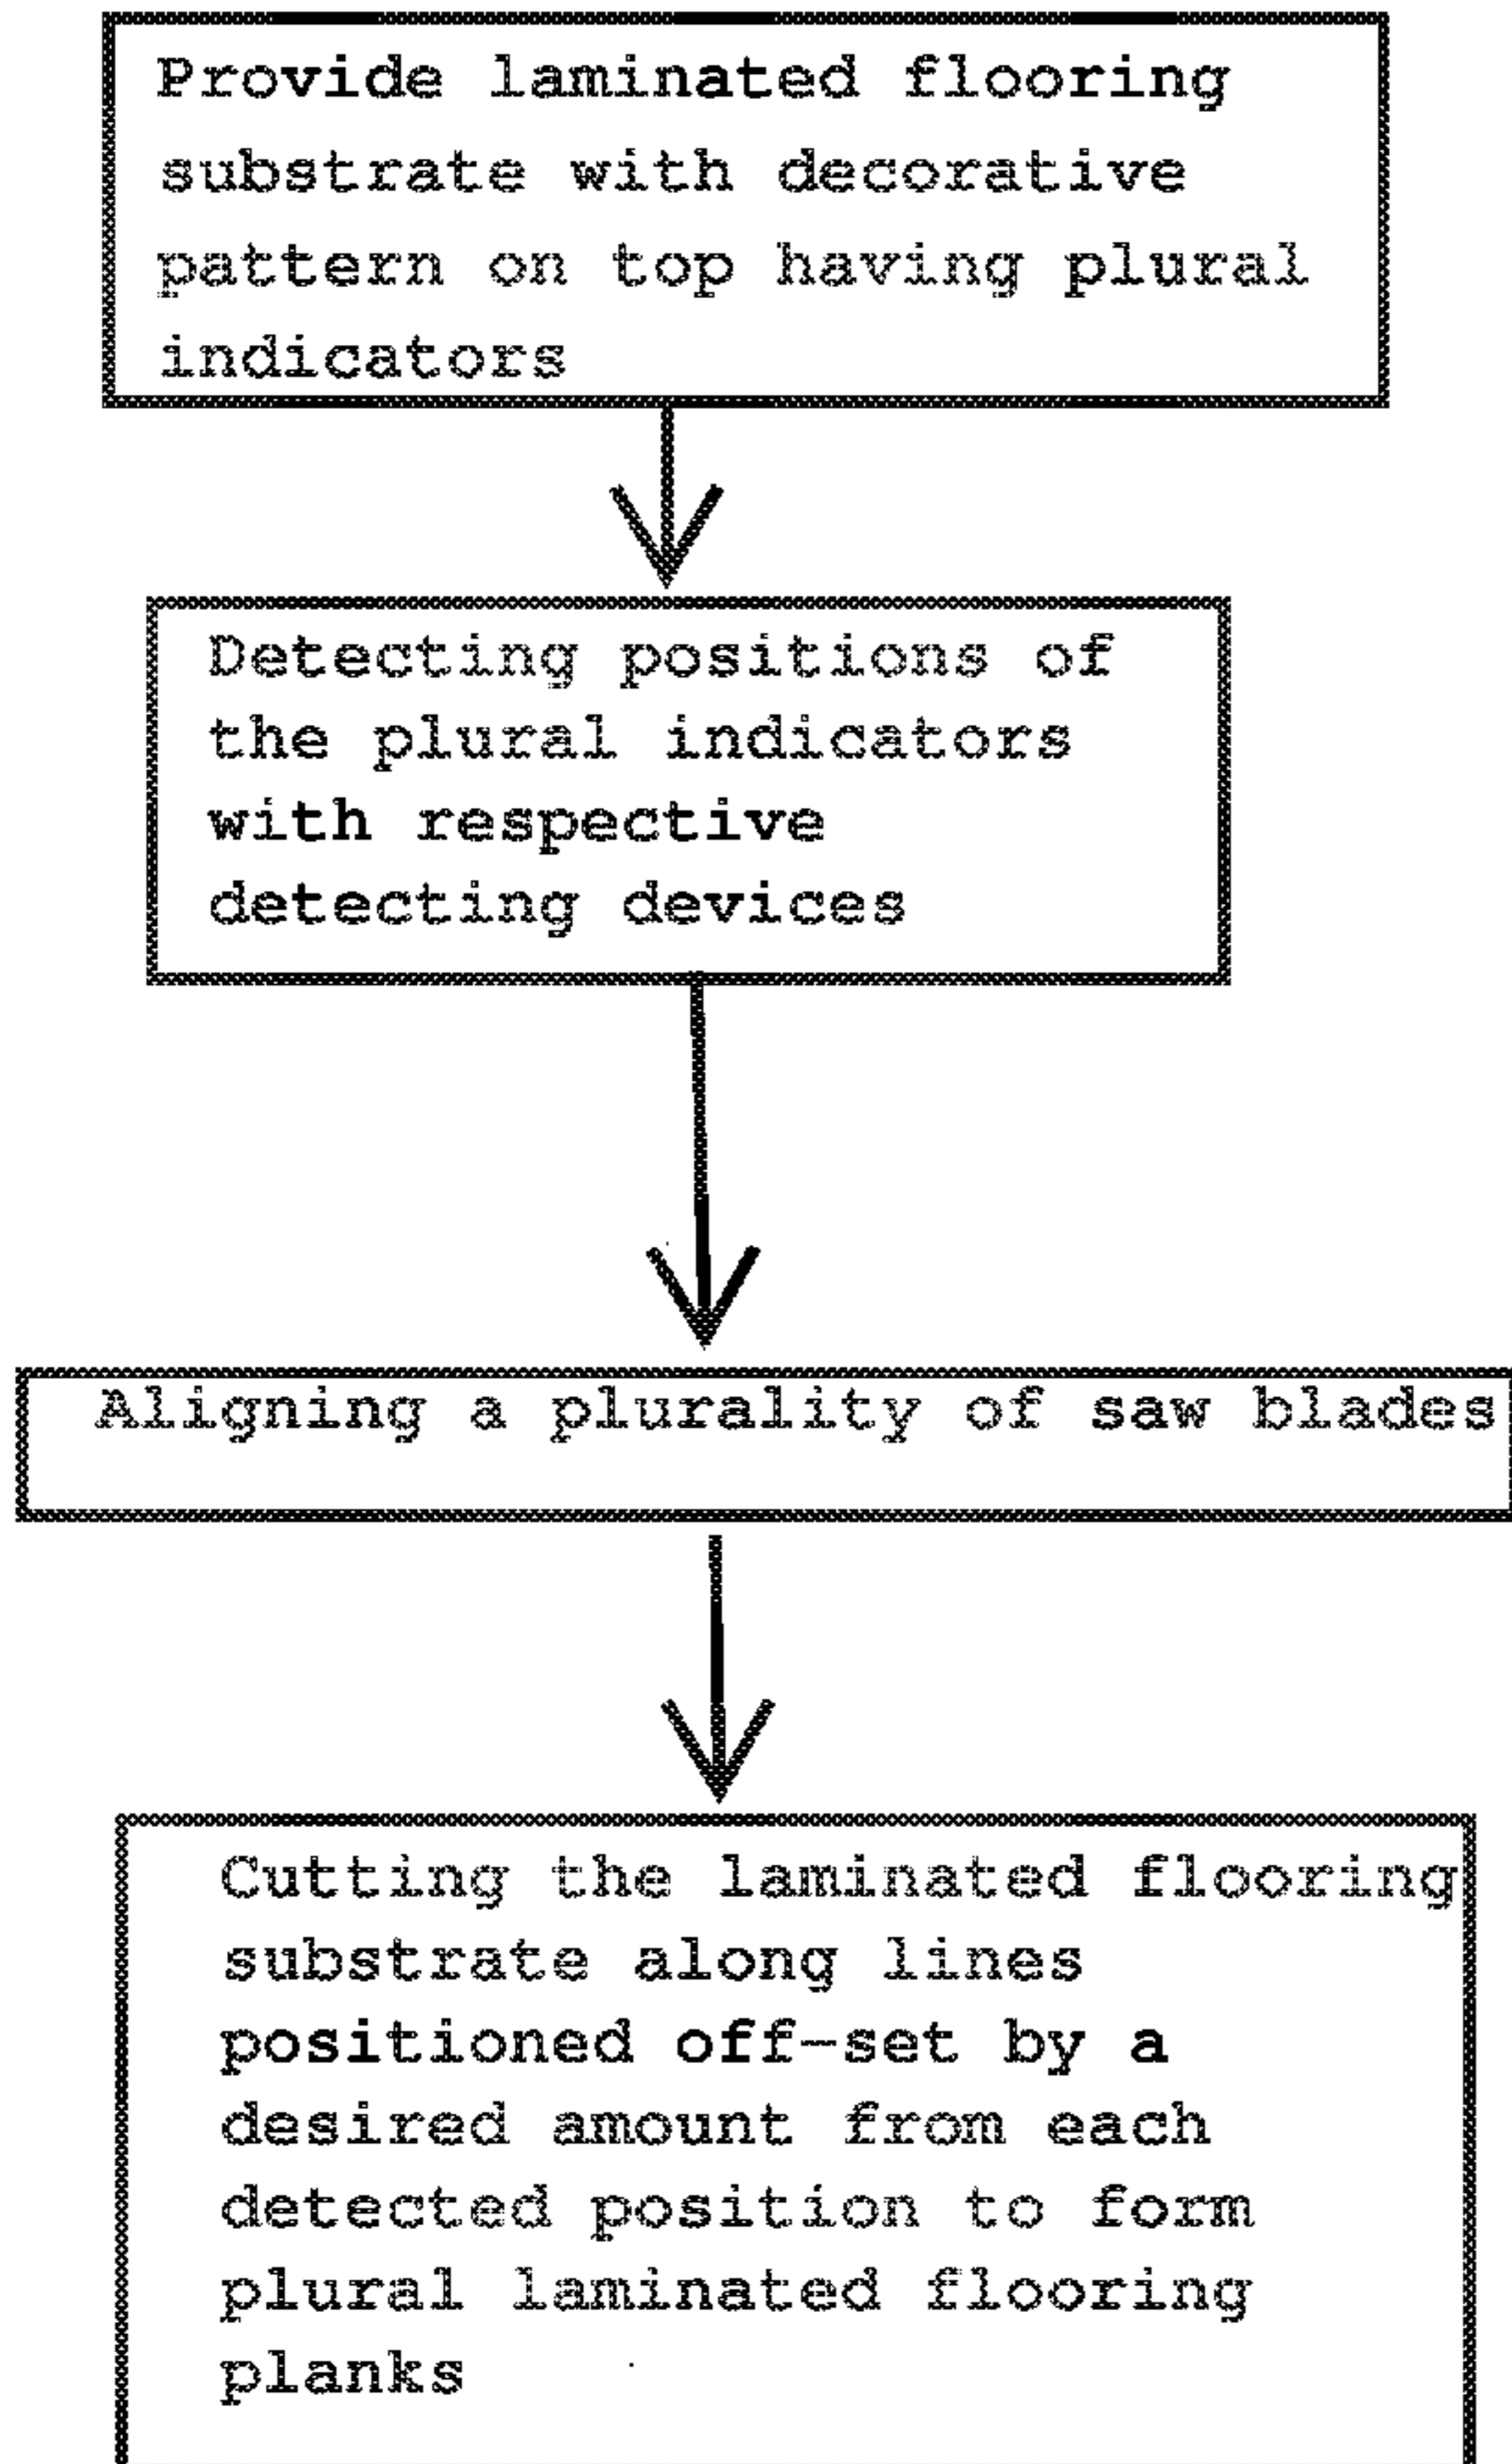 Provide laminated flooring
substrate with decorative
pattern on top having plural
indicators
Detecting positions of
the plural indicators
with respective
detecting devices
Aligning a plurality of saw blades
Cutting the laminated flooring
substrate along lines
positioned off-set by a
desired amount from each
detected position to form
plural laminated flooring
planks